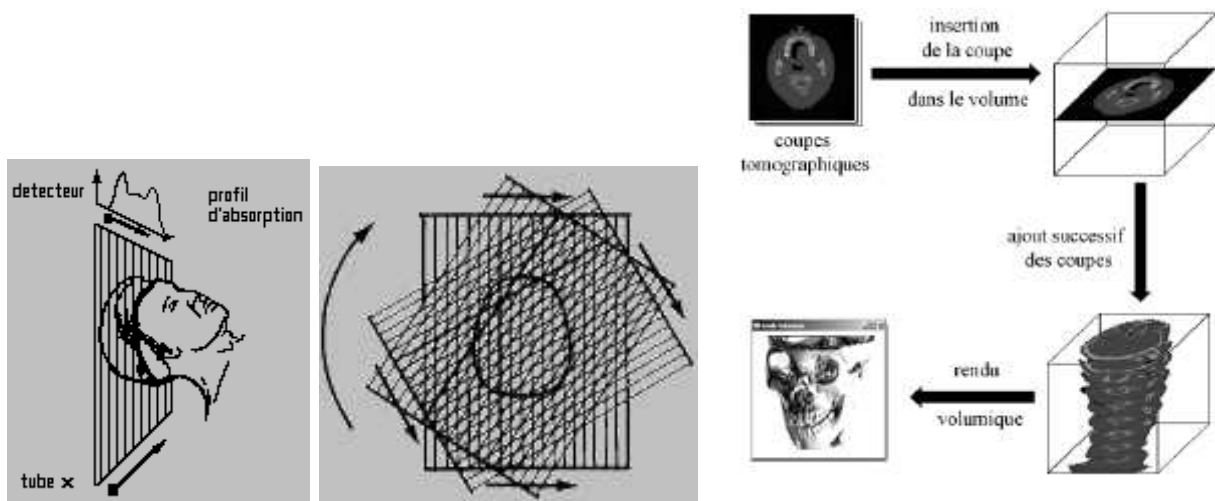 detecteur
profil
d'absorption
tube x
coupes
tomographiques
insertion
de la coupe
dans le volume
ajout successif
des coupes
rendu
volumique